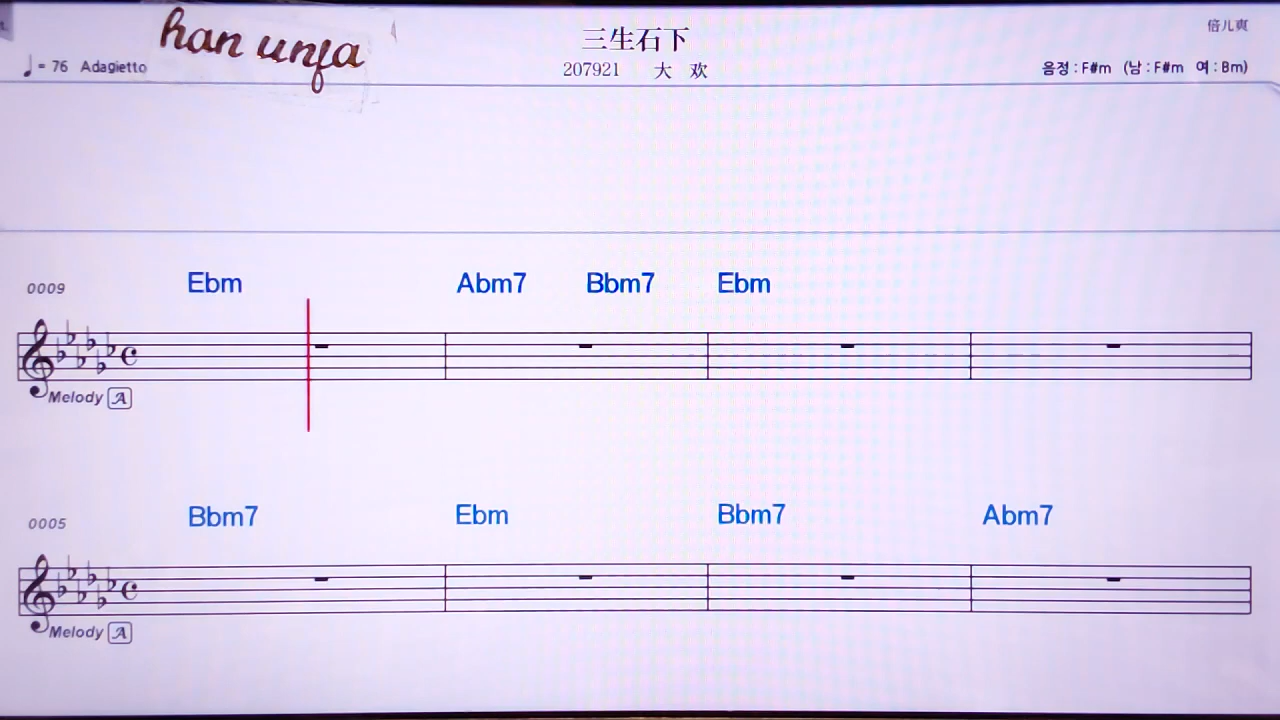 han unja
三生石下
倍儿爽
♩ = 76 Adagietto
207921 大 欢
음정 : F#m (남 : F#m 여 : Bm)
0009
Ebm Abm7 Bbm7 Ebm
Melody A
0005
Bbm7 Ebm Bbm7 Abm7
Melody A